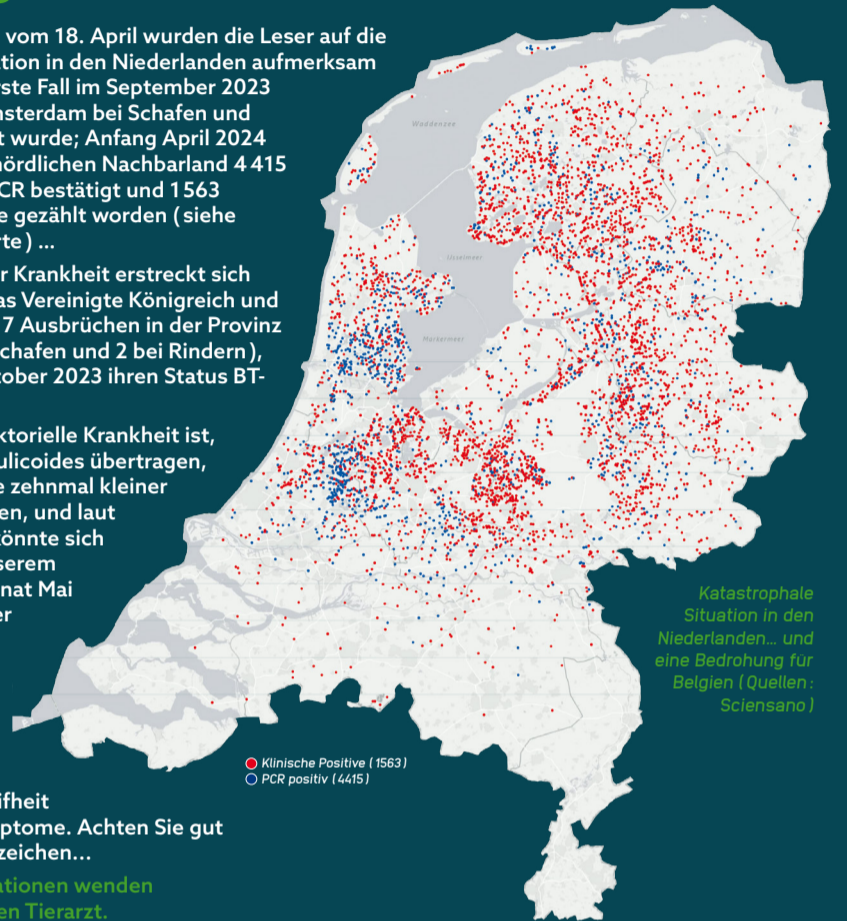 vom 18. April wurden die Leser auf die
tion in den Niederlanden aufmerksam
rste Fall im September 2023
msterdam bei Schafen und
t wurde; Anfang April 2024
nördlichen Nachbarland 4 415
CR bestätigt und 1 563
e gezählt worden ( siehe
rte ) ...
r Krankheit erstreckt sich
as Vereinigte Königreich und
7 Ausbrüchen in der Provinz
chafen und 2 bei Rindern ),
tober 2023 ihren Status BT-
ktorielle Krankheit ist,
ulicoides übertragen,
e zehnmal kleiner
en, und laut
könnte sich
serem
nat Mai
er
ifheit
ptome. Achten Sie gut
zeichen...
ationen wenden
en Tierarzt.
Waddenzee
IJsselmeer
Markermeer
Katastrophale
Situation in den
Niederlanden... und
eine Bedrohung für
Belgien ( Quellen :
Sciensano )
Klinische Positive ( 1563 )
PCR positiv ( 4415 )